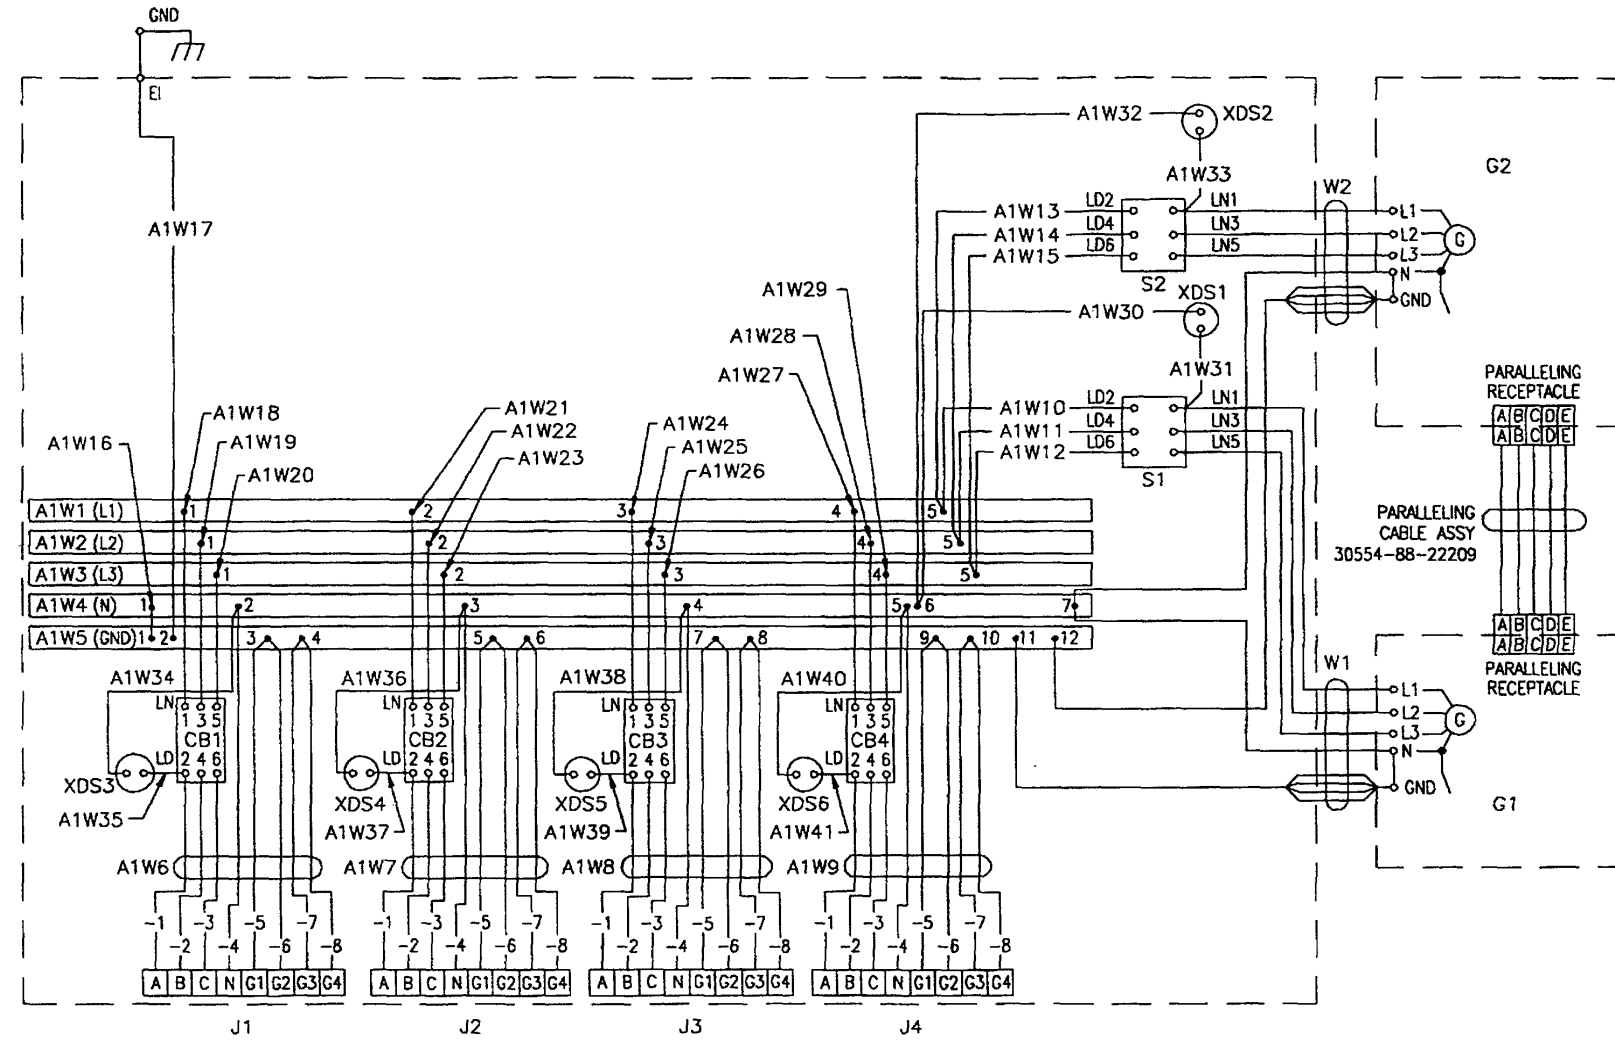 GND
E1
A1W17
A1W32
XDS2
A1W33
G2
W2
A1W13 LD2 LN1 L1
A1W14 LD4 LN3 L2 G
A1W15 LD6 LN5 L3
S2
N
GND
A1W29
XDS1
A1W30
A1W28
A1W31
A1W27
PARALLELING
RECEPTACLE
A1W10 LD2 LN1
A1W11 LD4 LN3
A1W12 LD6 LN5
S1
A B C D E
A B C D E
A1W16
A1W18
A1W19
A1W20
A1W21
A1W22
A1W23
A1W24
A1W25
A1W26
A1W1 (L1) 1 2 3 4 5
A1W2 (L2) 1 2 3 4 5
A1W3 (L3) 1 2 3 4 5
A1W4 (N) 1 2 3 4 5 6 7
A1W5 (GND) 1 2 3 4 5 6 7 8 9 10 11 12
PARALLELING
CABLE ASSY
30554-88-22209
A B C D E
A B C D E
PARALLELING
RECEPTACLE
W1
L1
L2 G
L3
N
GND
G1
A1W34 A1W36 A1W38 A1W40
LN LN LN LN
1 3 5 1 3 5 1 3 5 1 3 5
CB1 CB2 CB3 CB4
LD LD LD LD
2 4 6 2 4 6 2 4 6 2 4 6
XDS3 XDS4 XDS5 XDS6
A1W35 A1W37 A1W39 A1W41
A1W6 A1W7 A1W8 A1W9
-1 -3 -5 -7 -1 -3 -5 -7 -1 -3 -5 -7 -1 -3 -5 -7
-2 -4 -6 -8 -2 -4 -6 -8 -2 -4 -6 -8 -2 -4 -6 -8
A B C N G1 G2 G3 G4 A B C N G1 G2 G3 G4 A B C N G1 G2 G3 G4 A B C N G1 G2 G3 G4
J1 J2 J3 J4